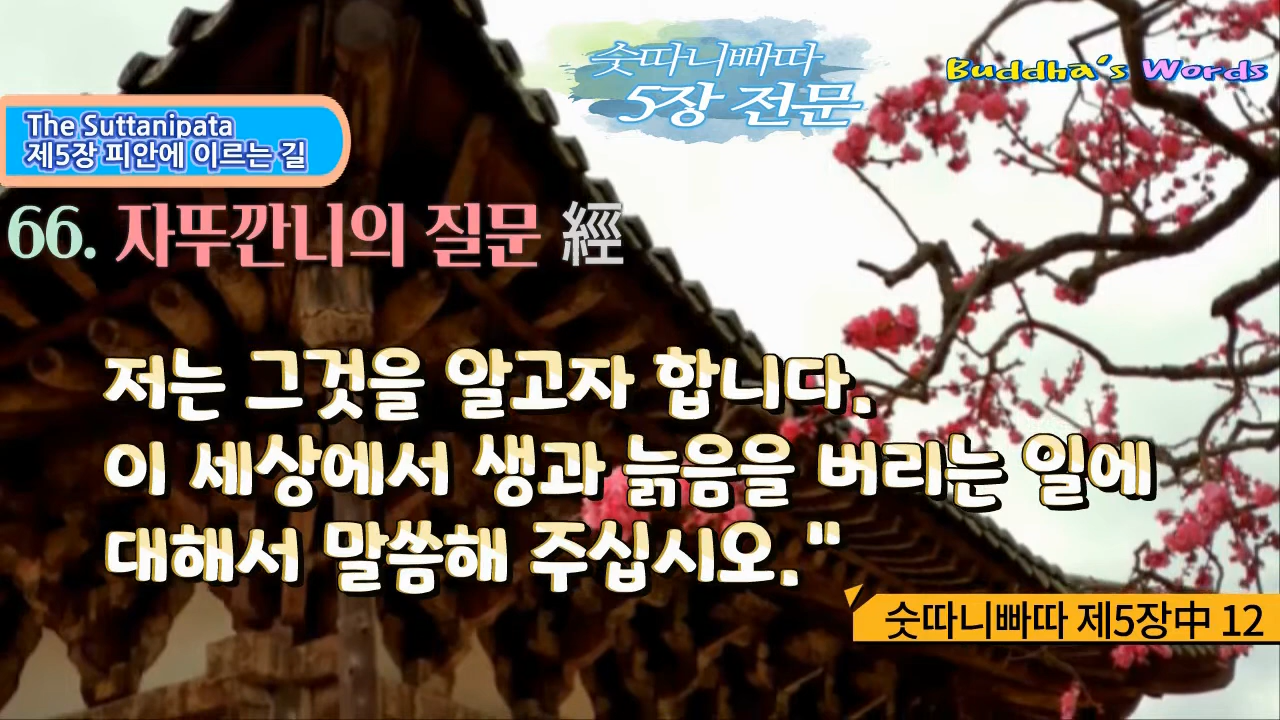 숫따니빠따
5장 전문
Buddha's Words
The Suttanipata
제5장 피안에 이르는 길
66. 자뚜깐니의 질문 經
저는 그것을 알고자 합니다.
이 세상에서 생과 늙음을 버리는 일에
대해서 말씀해 주십시오."
숫따니빠따 제5장中 12